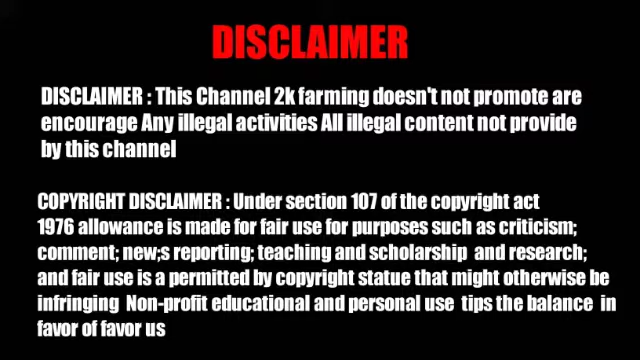 DISCLAIMER
DISCLAIMER : This Channel 2k farming doesn't not promote are
encourage Any illegal activities All illegal content not provide
by this channel
COPYRIGHT DISCLAIMER : Under section 107 of the copyright act
1976 allowance is made for fair use for purposes such as criticism;
comment; new;s reporting; teaching and scholarship and research;
and fair use is a permitted by copyright statue that might otherwise be
infringing Non-profit educational and personal use tips the balance in
favor of favor us